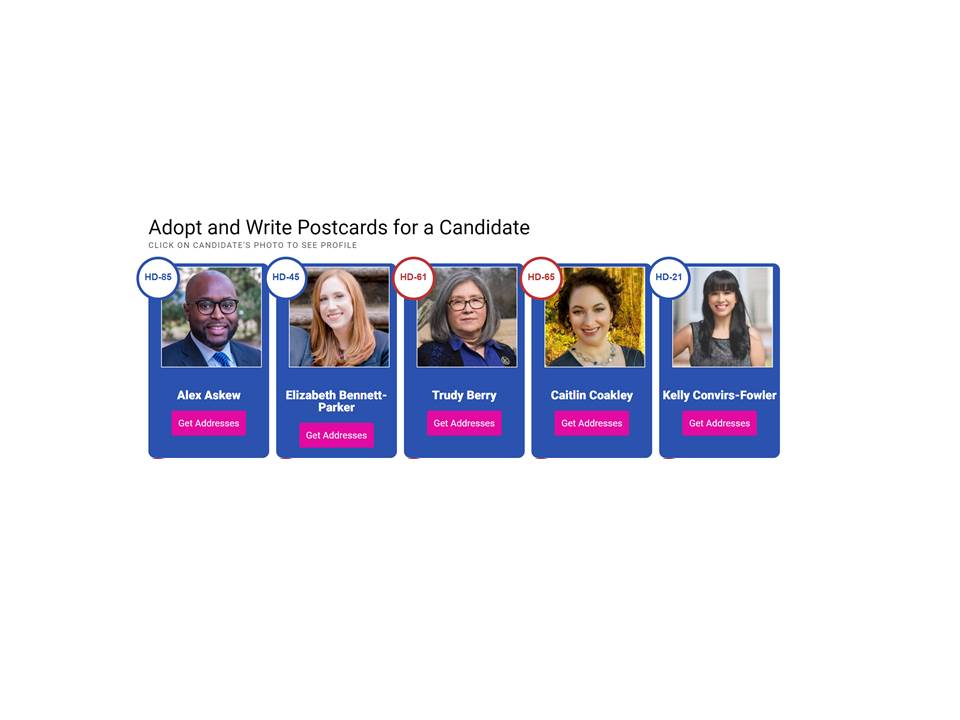 Adopt and Write Postcards for a Candidate
CLICK ON CANDIDATE'S PHOTO TO SEE PROFILE
HD-85
HD-45
HD-61
HD-65
HD-21
Alex Askew
Elizabeth Bennett-
Parker
Trudy Berry
Caitlin Coakley
Kelly Convirs-Fowler
Get Addresses
Get Addresses
Get Addresses
Get Addresses
Get Addresses